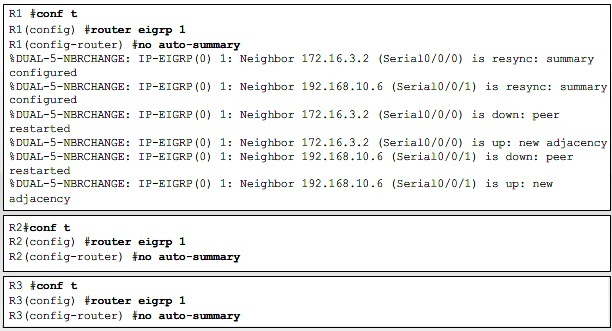 R1 #conf t
R1(config) #router eigrp 1
R1(config-router) #no auto-summary
%DUAL-5-NBRCHANGE: IP-EIGRP(0) 1: Neighbor 172.16.3.2 (Serial0/0/0) is resync: summary
configured
%DUAL-5-NBRCHANGE: IP-EIGRP(0) 1: Neighbor 192.168.10.6 (Serial0/0/1) is resync: summary
configured
%DUAL-5-NBRCHANGE: IP-EIGRP(0) 1: Neighbor 172.16.3.2 (Serial0/0/0) is down: peer
restarted
%DUAL-5-NBRCHANGE: IP-EIGRP(0) 1: Neighbor 172.16.3.2 (Serial0/0/0) is up: new adjacency
%DUAL-5-NBRCHANGE: IP-EIGRP(0) 1: Neighbor 192.168.10.6 (Serial0/0/1) is down: peer
restarted
%DUAL-5-NBRCHANGE: IP-EIGRP(0) 1: Neighbor 192.168.10.6 (Serial0/0/1) is up: new
adjacency
R2#conf t
R2(config) #router eigrp 1
R2(config-router) #no auto-summary
R3 #conf t
R3(config) #router eigrp 1
R3(config-router) #no auto-summary